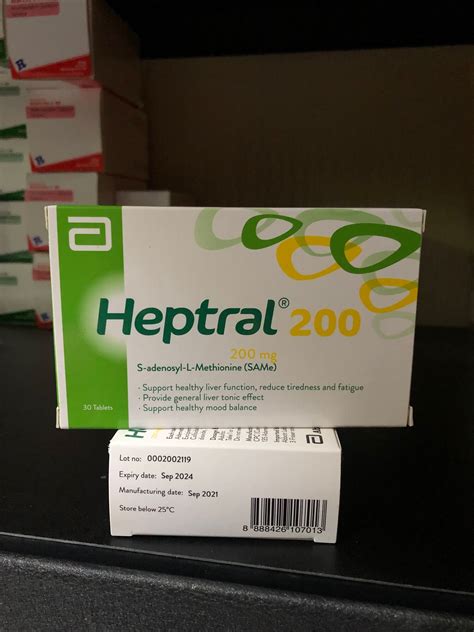 Heptral® 200
200 mg
S-adenosyl-L-Methionine (SAMe)
· Support healthy liver function, reduce tiredness and fatigue
· Provide general liver tonic effect
· Support healthy mood balance
30 Tablets
Heptral
Lot no: 0002002119
Expiry date: Sep 2024
Manufacturing date: Sep 2021
Store below 25°C
8 888426 107013